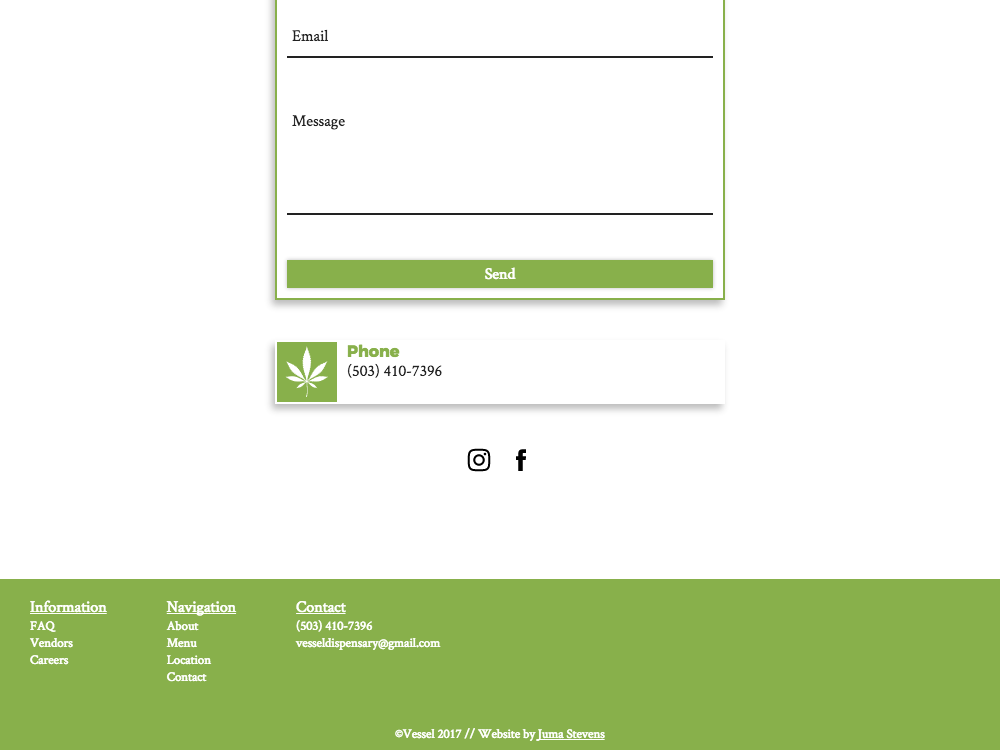 Email
Message
Send
Phone
(503) 410-7396
Information
FAQ
Vendors
Careers
Navigation
About
Menu
Location
Contact
Contact
(503) 410-7396
vesseldispensary@gmail.com
©Vessel 2017 // Website by Juma Stevens